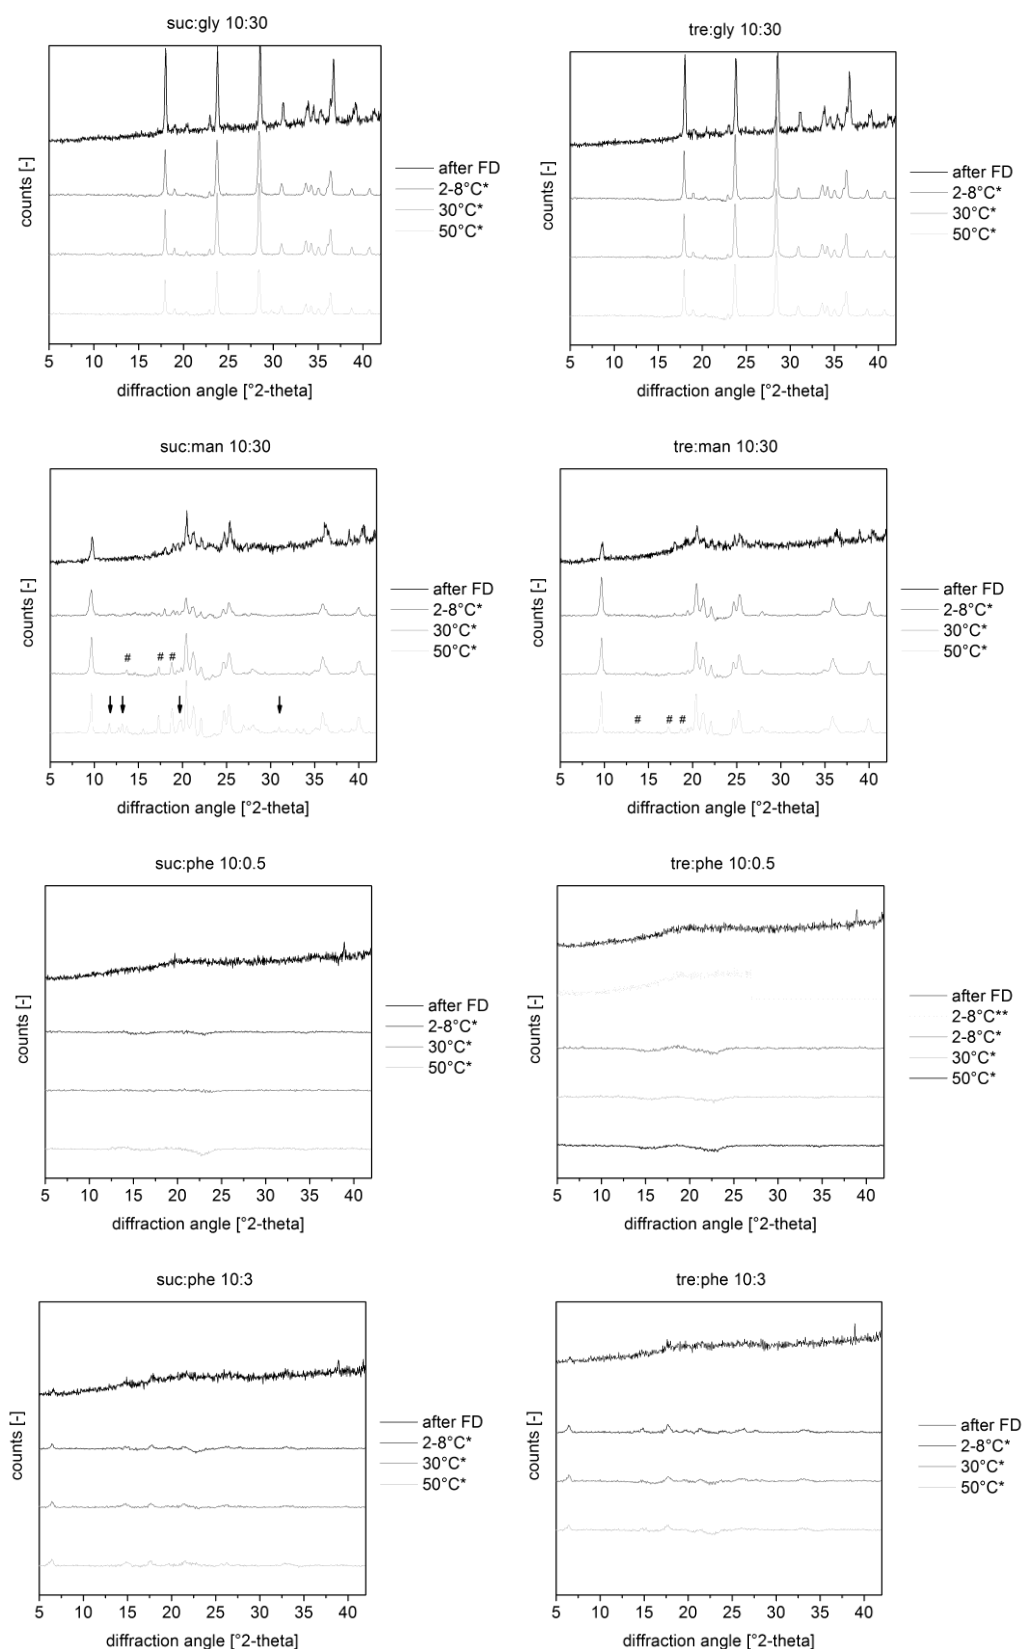 suc:gly 10:30
counts [-]
after FD
2-8°C*
30°C*
50°C*
5 10 15 20 25 30 35 40
diffraction angle [°2-theta]
tre:gly 10:30
counts [-]
after FD
2-8°C*
30°C*
50°C*
5 10 15 20 25 30 35 40
diffraction angle [°2-theta]
suc:man 10:30
counts [-]
after FD
2-8°C*
30°C*
50°C*
# # #
5 10 15 20 25 30 35 40
diffraction angle [°2-theta]
tre:man 10:30
counts [-]
after FD
2-8°C*
30°C*
50°C*
# # #
5 10 15 20 25 30 35 40
diffraction angle [°2-theta]
suc:phe 10:0.5
counts [-]
after FD
2-8°C*
30°C*
50°C*
5 10 15 20 25 30 35 40
diffraction angle [°2-theta]
tre:phe 10:0.5
counts [-]
after FD
2-8°C**
2-8°C*
30°C*
50°C*
5 10 15 20 25 30 35 40
diffraction angle [°2-theta]
suc:phe 10:3
counts [-]
after FD
2-8°C*
30°C*
50°C*
5 10 15 20 25 30 35 40
diffraction angle [°2-theta]
tre:phe 10:3
counts [-]
after FD
2-8°C*
30°C*
50°C*
5 10 15 20 25 30 35 40
diffraction angle [°2-theta]